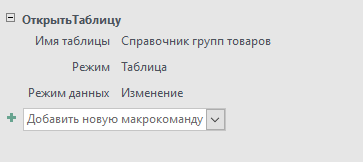 ОткрытьТаблицу
Имя таблицы Справочник групп товаров
Режим Таблица
Режим данных Изменение
Добавить новую макрокоманду